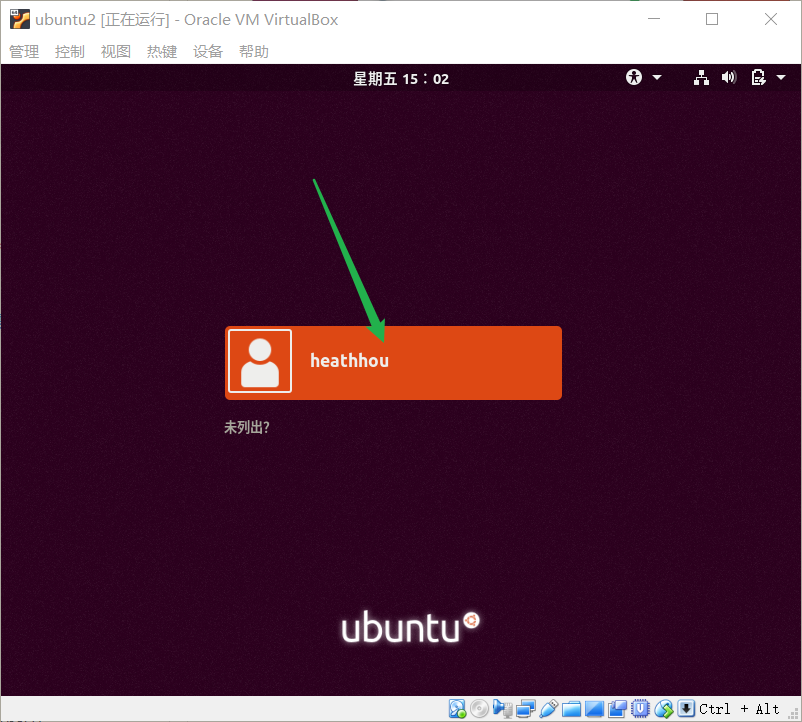 ubuntu2 [正在运行] - Oracle VM VirtualBox
管理 控制 视图 热键 设备 帮助
星期五 15：02
heathhou
未列出？
ubuntu
Ctrl + Alt